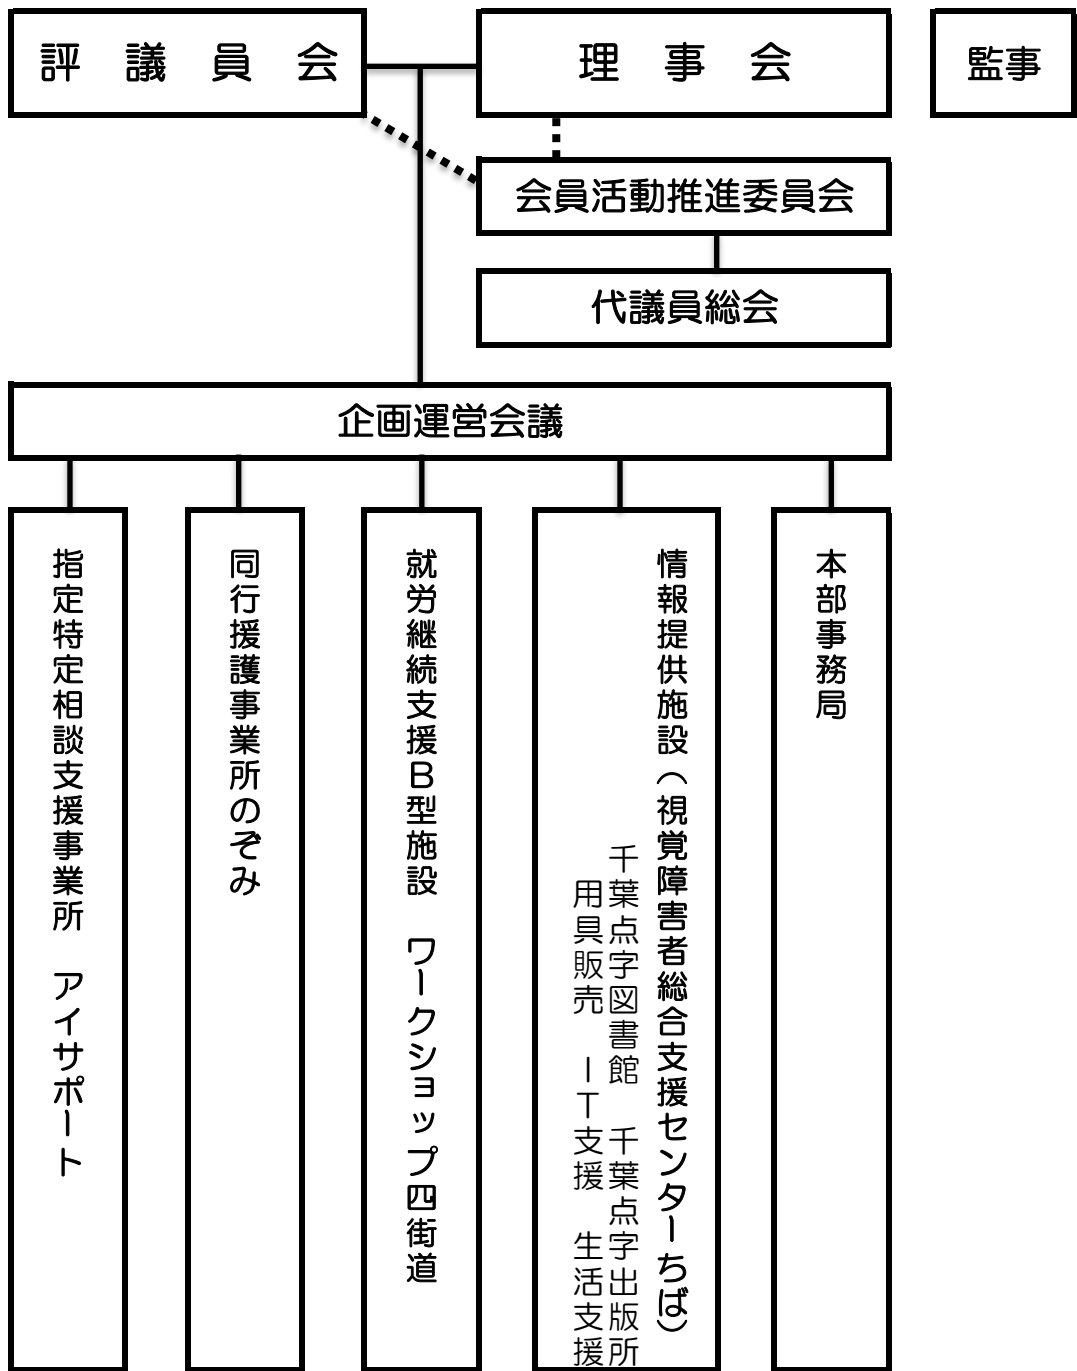 評　議　員　会
理　事　会
監事
会員活動推進委員会
代議員総会
企画運営会議
本部事務局
情報提供施設（視覚障害者総合支援センターちば）
千葉点字図書館　千葉点字出版所
用具販売　IT支援　生活支援
就労継続支援B型施設　ワークショップ四街道
同行援護事業所のぞみ
指定特定相談支援事業所　アイサポート